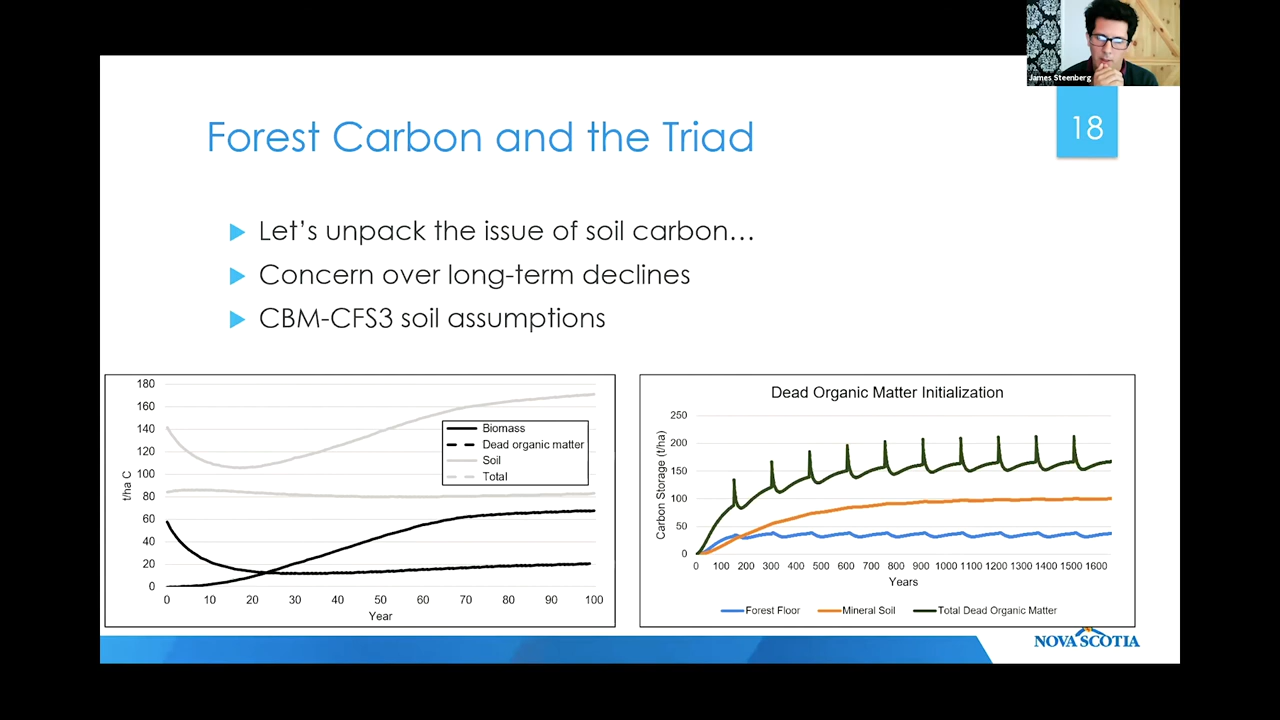 James Steenberg
18
Forest Carbon and the Triad
Let's unpack the issue of soil carbon…
Concern over long-term declines
CBM-CFS3 soil assumptions
180
160
140
120
100
80
60
40
20
0
t/ha C
0 10 20 30 40 50 60 70 80 90 100
Year
Biomass
Dead organic matter
Soil
Total
Dead Organic Matter Initialization
250
200
150
100
50
0
Carbon Storage (t/ha)
0 100 200 300 400 500 600 700 800 900 1000 1100 1200 1300 1400 1500 1600
Years
Forest Floor Mineral Soil Total Dead Organic Matter
NOVA SCOTIA